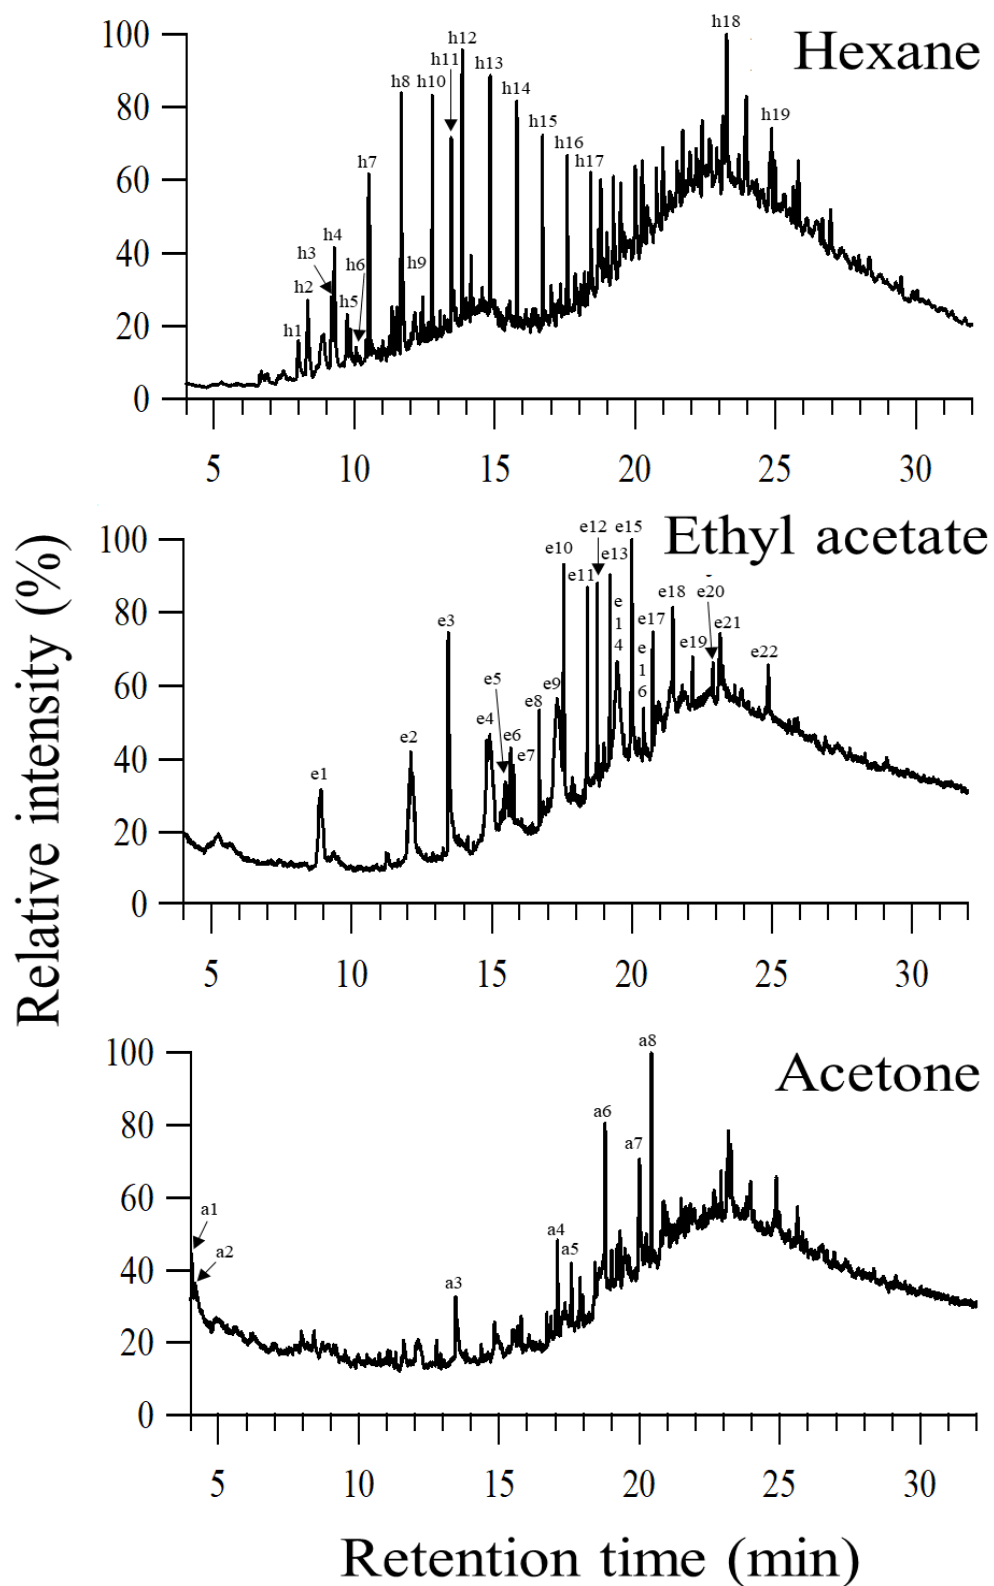 Hexane
100
80
60
40
20
0
h1
h2
h3
h4
h5
h6
h7
h8
h9
h10
h11
h12
h13
h14
h15
h16
h17
h18
h19
5 10 15 20 25 30
Ethyl acetate
100
80
60
40
20
0
e1
e2
e3
e4
e5
e6
e7
e8
e9
e10
e11
e12
e13
e14
e15
e16
e17
e18
e19
e20
e21
e22
5 10 15 20 25 30
Acetone
100
80
60
40
20
0
a1
a2
a3
a4
a5
a6
a7
a8
5 10 15 20 25 30
Relative intensity (%)
Retention time (min)